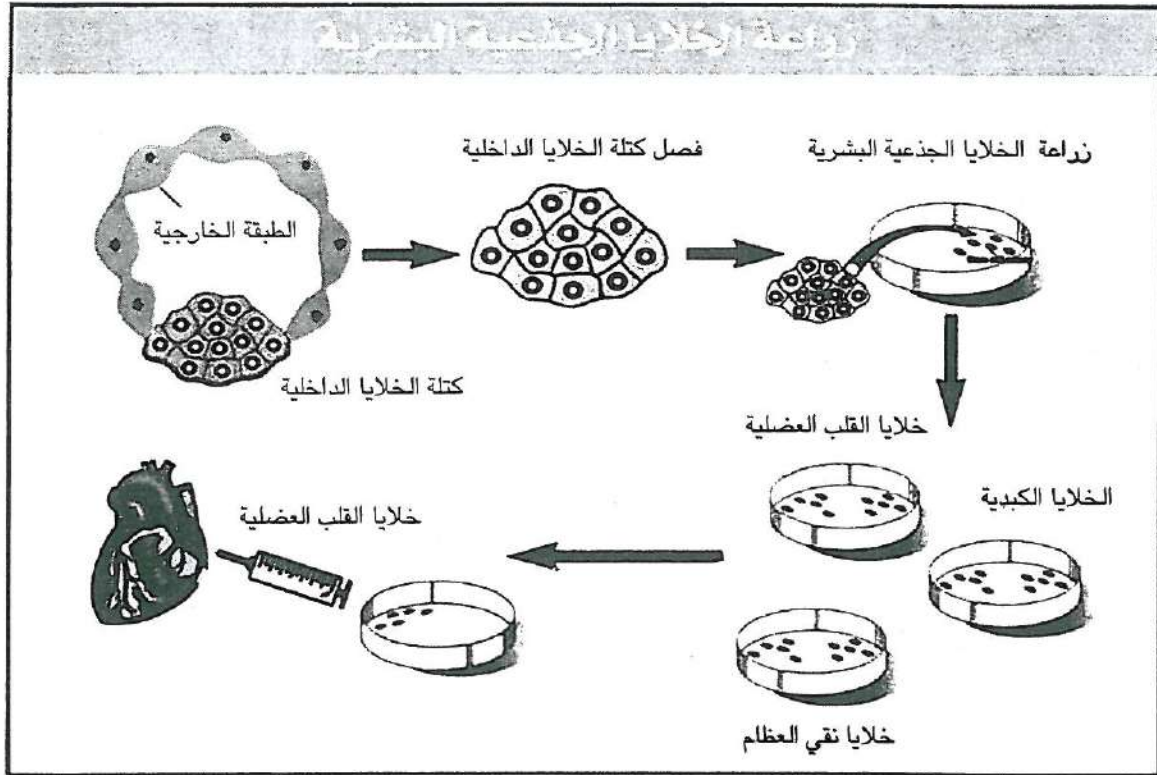 زراعة الخلايا الجذعية البشرية
زراعة الخلايا الجذعية البشرية
فصل كتلة الخلايا الداخلية
الطبقة الخارجية
كتلة الخلايا الداخلية
خلايا القلب العضلية
الخلايا الكبدية
خلايا نقي العظام
خلايا القلب العضلية